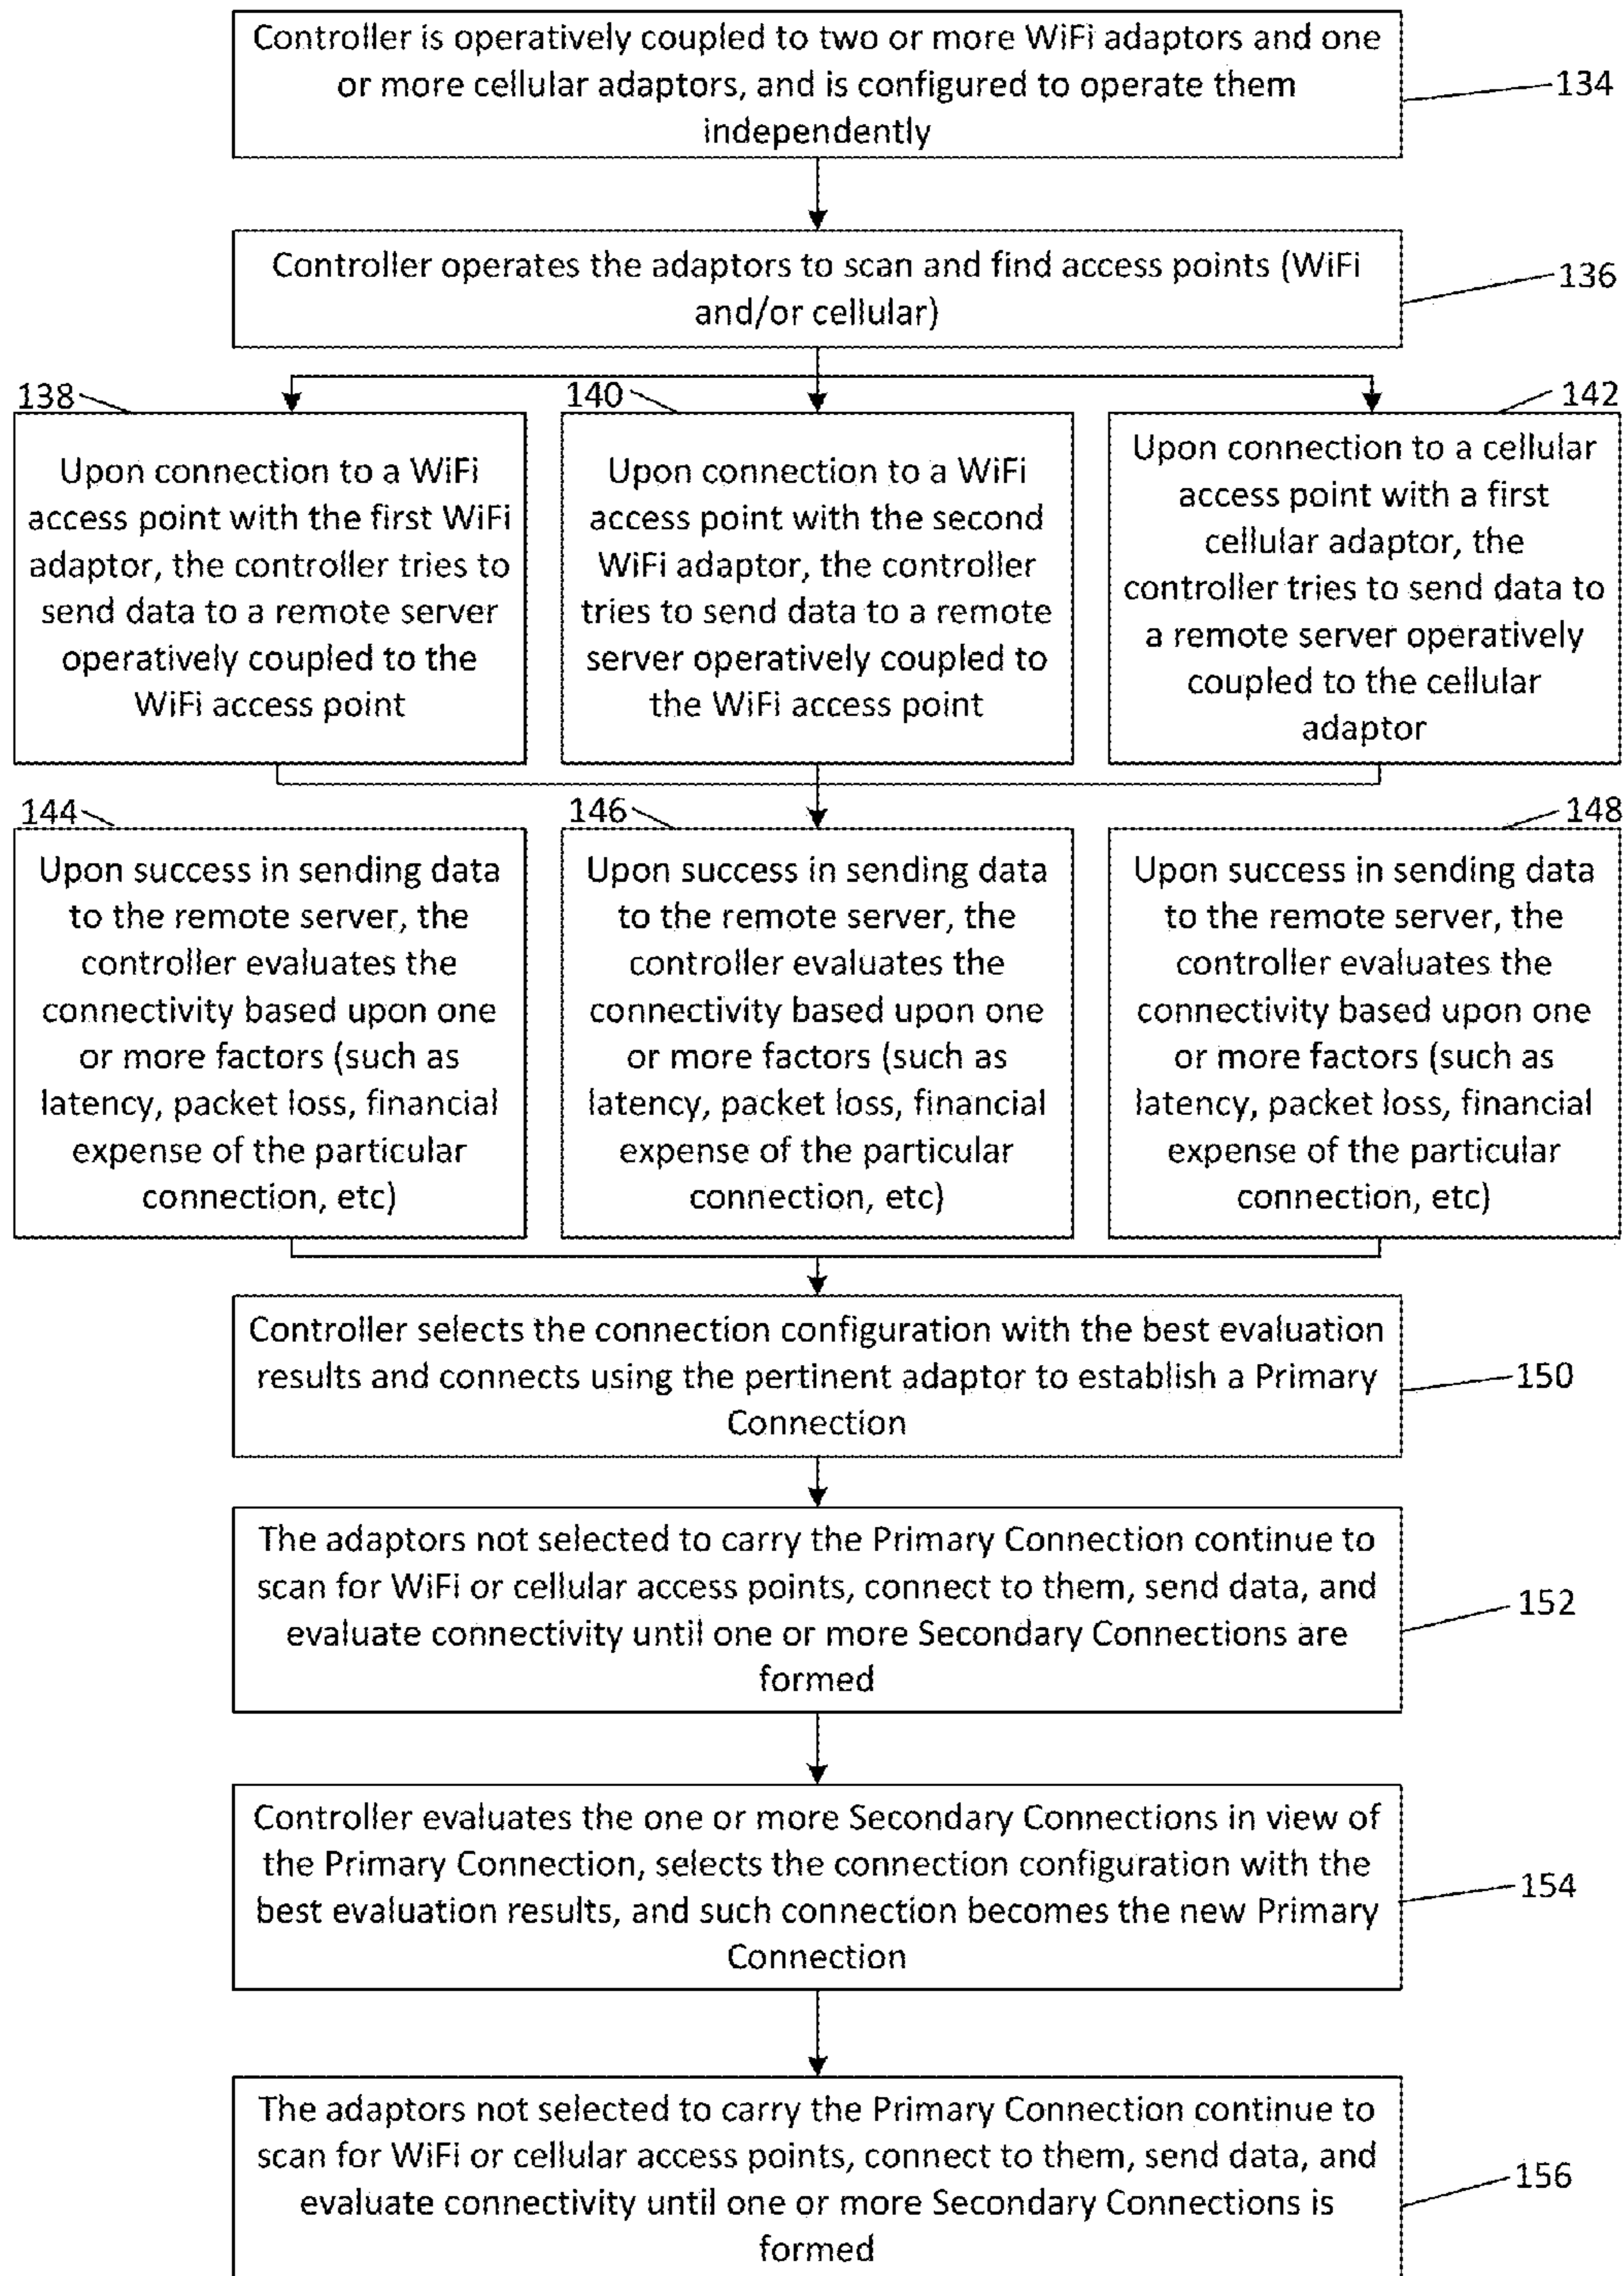 Controller is operatively coupled to two or more WiFi adaptors and one
or more cellular adaptors, and is configured to operate them
independently
134
Controller operates the adaptors to scan and find access points (WiFi
and/or cellular)
136
138
Upon connection to a WiFi
access point with the first WiFi
adaptor, the controller tries to
send data to a remote server
operatively coupled to the
WiFi access point
140
Upon connection to a WiFi
access point with the second
WiFi adaptor, the controller
tries to send data to a remote
server operatively coupled to
the WiFi access point
142
Upon connection to a cellular
access point with a first
cellular adaptor, the
controller tries to send data to
a remote server operatively
coupled to the cellular
adaptor
144
Upon success in sending data
to the remote server, the
controller evaluates the
connectivity based upon one
or more factors (such as
latency, packet loss, financial
expense of the particular
connection, etc)
146
Upon success in sending data
to the remote server, the
controller evaluates the
connectivity based upon one
or more factors (such as
latency, packet loss, financial
expense of the particular
connection, etc)
148
Upon success in sending data
to the remote server, the
controller evaluates the
connectivity based upon one
or more factors (such as
latency, packet loss, financial
expense of the particular
connection, etc)
Controller selects the connection configuration with the best evaluation
results and connects using the pertinent adaptor to establish a Primary
Connection
150
The adaptors not selected to carry the Primary Connection continue to
scan for WiFi or cellular access points, connect to them, send data, and
evaluate connectivity until one or more Secondary Connections are
formed
152
Controller evaluates the one or more Secondary Connections in view of
the Primary Connection, selects the connection configuration with the
best evaluation results, and such connection becomes the new Primary
Connection
154
The adaptors not selected to carry the Primary Connection continue to
scan for WiFi or cellular access points, connect to them, send data, and
evaluate connectivity until one or more Secondary Connections is
formed
156